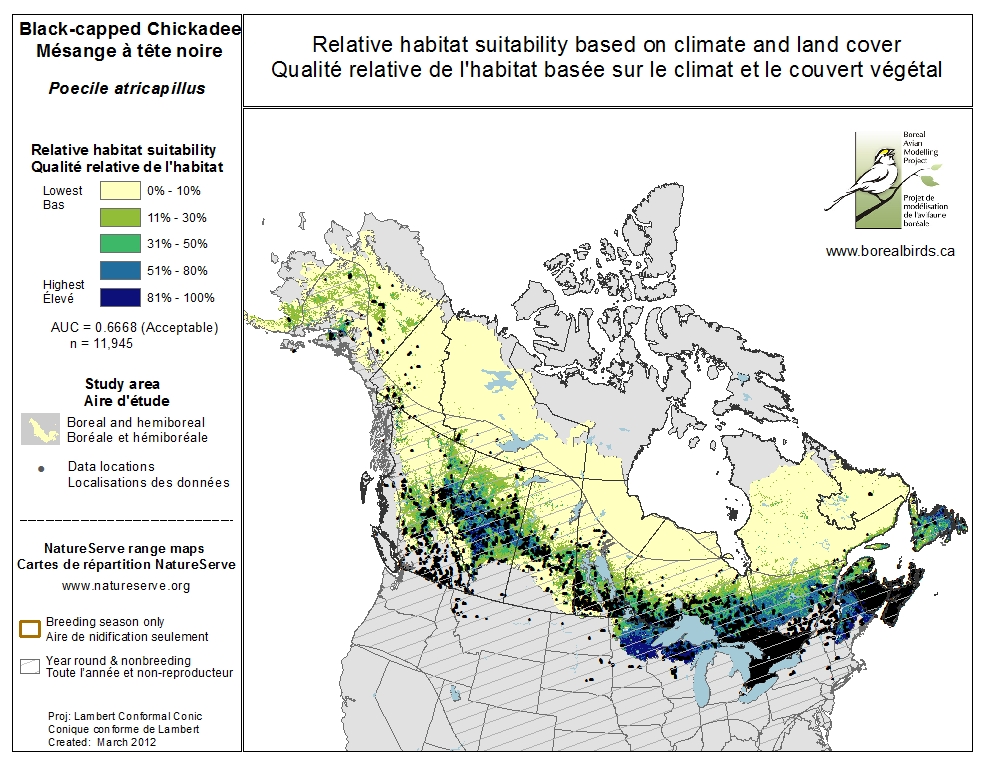 Black-capped Chickadee
Mésange à tête noire
Poecile atricapillus
Relative habitat suitability based on climate and land cover
Qualité relative de l'habitat basée sur le climat et le couvert végétal
Relative habitat suitability
Qualité relative de l'habitat
Lowest
Bas
0% - 10%
11% - 30%
31% - 50%
51% - 80%
Highest
Élevé
81% - 100%
AUC = 0.6668 (Acceptable)
n = 11,945
Study area
Aire d'étude
Boreal and hemiboreal
Boréale et hémiboréale
Data locations
Localisations des données
NatureServe range maps
Cartes de répartition NatureServe
www.natureserve.org
Breeding season only
Aire de nidification seulement
Year round & nonbreeding
Toute l'année et non-reproducteur
Proj: Lambert Conformal Conic
Conique conforme de Lambert
Created: March 2012
Boreal
Avian
Modelling
Project
Projet de
modélisation
de l'avifaune
boréale
www.borealbirds.ca